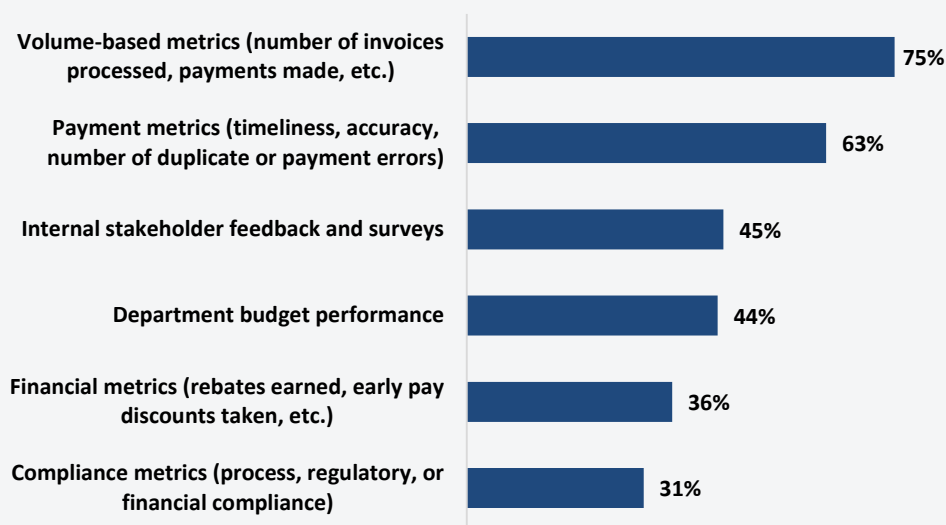 Volume-based metrics (number of invoices
processed, payments made, etc.)
75%
Payment metrics (timeliness, accuracy,
number of duplicate or payment errors)
63%
Internal stakeholder feedback and surveys
45%
Department budget performance
44%
Financial metrics (rebates earned, early pay
discounts taken, etc.)
36%
Compliance metrics (process, regulatory, or
financial compliance)
31%